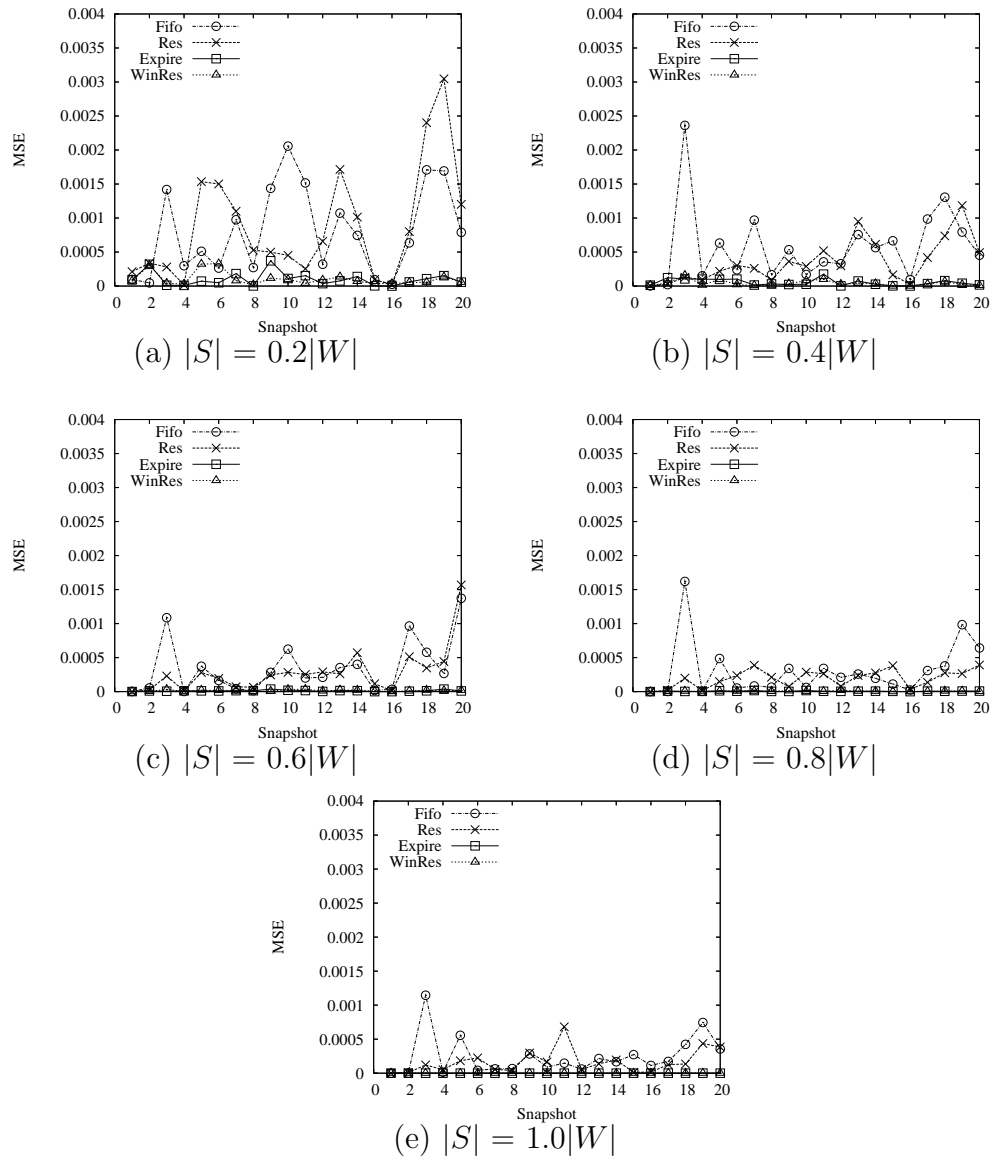 0.004
0.0035
0.003
0.0025
0.002
0.0015
0.001
0.0005
0
MSE
Fifo
Res
Expire
WinRes
0 2 4 6 8 10 12 14 16 18 20
Snapshot
(a) |S| = 0.2|W|
0.004
0.0035
0.003
0.0025
0.002
0.0015
0.001
0.0005
0
MSE
Fifo
Res
Expire
WinRes
0 2 4 6 8 10 12 14 16 18 20
Snapshot
(b) |S| = 0.4|W|
0.004
0.0035
0.003
0.0025
0.002
0.0015
0.001
0.0005
0
MSE
Fifo
Res
Expire
WinRes
0 2 4 6 8 10 12 14 16 18 20
Snapshot
(c) |S| = 0.6|W|
0.004
0.0035
0.003
0.0025
0.002
0.0015
0.001
0.0005
0
MSE
Fifo
Res
Expire
WinRes
0 2 4 6 8 10 12 14 16 18 20
Snapshot
(d) |S| = 0.8|W|
0.004
0.0035
0.003
0.0025
0.002
0.0015
0.001
0.0005
0
MSE
Fifo
Res
Expire
WinRes
0 2 4 6 8 10 12 14 16 18 20
Snapshot
(e) |S| = 1.0|W|